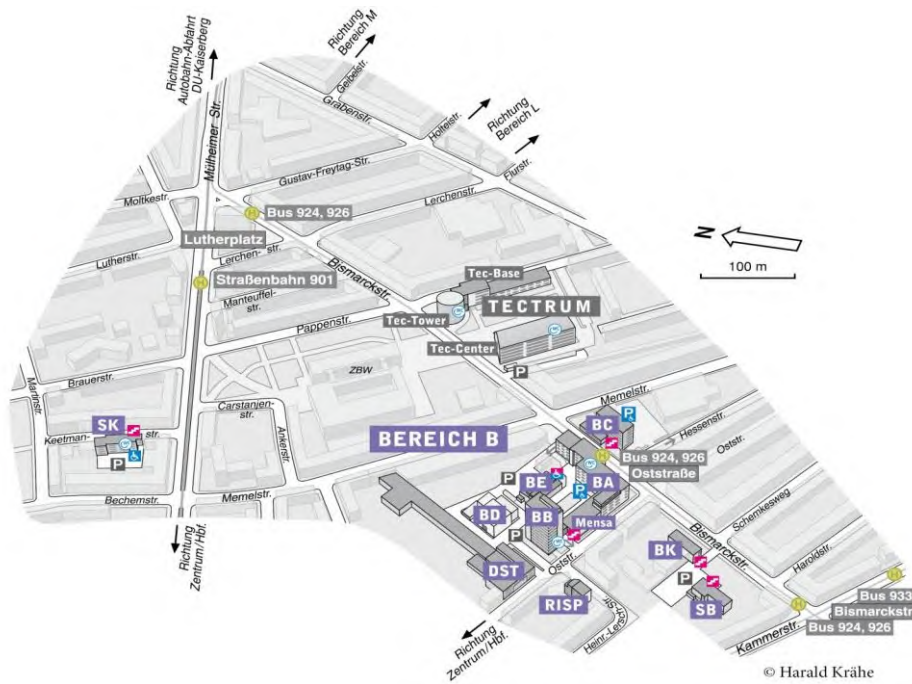 Richtung
Autobahn-Abfahrt
DU-Kaiserberg
Richtung
Bereich M
Geibelstr.
Mülheimer Str.
Grabenstr.
Holteistr.
Richtung
Bereich L
Flurstr.
Gustav-Freytag-Str.
Moltkestr.
Lerchenstr.
Bus 924, 926
Lutherplatz
Lutherstr.
Lerchen-
str.
Bismarckstr.
Straßenbahn 901
Manteuffel-
str.
Tec-Base
TECTRUM
Tec-Tower
Pappenstr.
Tec-Center
N
100 m
P
ZBW
Brauerstr.
Martinstr.
Carstanjen-
str.
Ankerstr.
Memelstr.
SK
Keetman-
str.
P
BEREICH B
BC
P
Hessenstr.
Oststr.
Bus 924, 926
Oststraße
Bechemstr.
Memelstr.
P
BE
P
BA
BD
BB
Mensa
P
Schemkesweg
Bismarckstr.
Haroldstr.
BK
Richtung
Zentrum/Hbf.
DST
Oststr.
P
RISP
SB
Heinr.-Lersch-Str.
Bus 933
Bismarckstr
Bus 924, 926
Kammerstr.
Richtung
Zentrum/Hbf.
© Harald Krähe